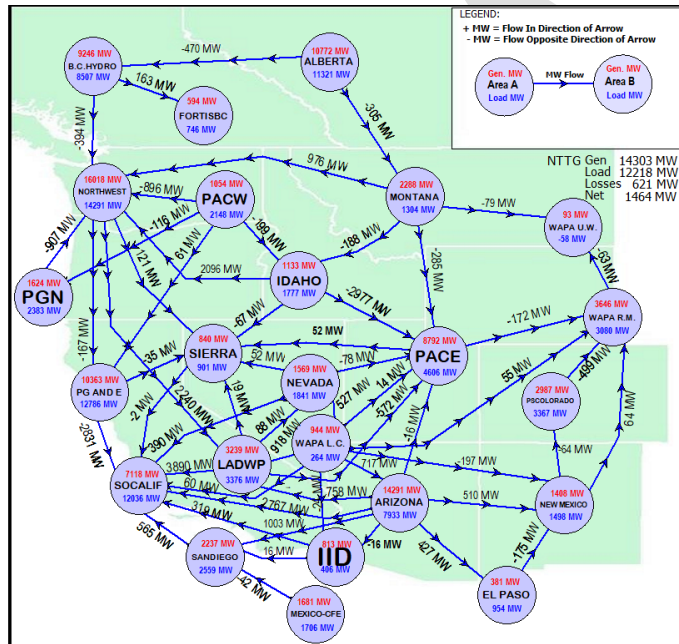 LEGEND:
+ MW = Flow In Direction of Arrow
- MW = Flow Opposite Direction of Arrow
Gen. MW
Area A
Load MW
MW Flow
Gen. MW
Area B
Load MW
NTTG Gen 14303 MW
Load 12218 MW
Losses 621 MW
Net 1464 MW
9246 MW
B.C.HYDRO
8507 MW
-470 MW
10772 MW
ALBERTA
11321 MW
163 MW
594 MW
FORTISBC
746 MW
-305 MW
-394 MW
976 MW
16018 MW
NORTHWEST
14291 MW
-896 MW
1054 MW
PACW
2148 MW
2288 MW
MONTANA
1304 MW
-79 MW
93 MW
WAPA U.W.
-58 MW
-116 MW
-199 MW
-188 MW
-907 MW
61 MW
121 MW
-285 MW
-63 MW
1624 MW
PGN
2383 MW
2096 MW
1133 MW
IDAHO
1777 MW
-2977 MW
3646 MW
WAPA R.M.
3080 MW
-172 MW
-67 MW
-167 MW
52 MW
840 MW
SIERRA
901 MW
8792 MW
PACE
4606 MW
-35 MW
52 MW
-78 MW
1569 MW
NEVADA
1841 MW
-499 MW
10363 MW
PG AND E
12786 MW
-2 MW
2240 MW
19 MW
527 MW
14 MW
-572 MW
55 MW
2987 MW
PSCOLORADO
3367 MW
64 MW
-2831 MW
390 MW
88 MW
918 MW
944 MW
WAPA L.C.
264 MW
-16 MW
-64 MW
7118 MW
SOCALIF
12036 MW
3890 MW
3239 MW
LADWP
3376 MW
717 MW
-197 MW
60 MW
2767 MW
758 MW
14291 MW
ARIZONA
7933 MW
510 MW
1408 MW
NEW MEXICO
1498 MW
319 MW
1003 MW
565 MW
2237 MW
SANDIEGO
2559 MW
16 MW
813 MW
IID
406 MW
-16 MW
427 MW
-175 MW
381 MW
EL PASO
954 MW
-42 MW
1681 MW
MEXICO-CFE
1706 MW